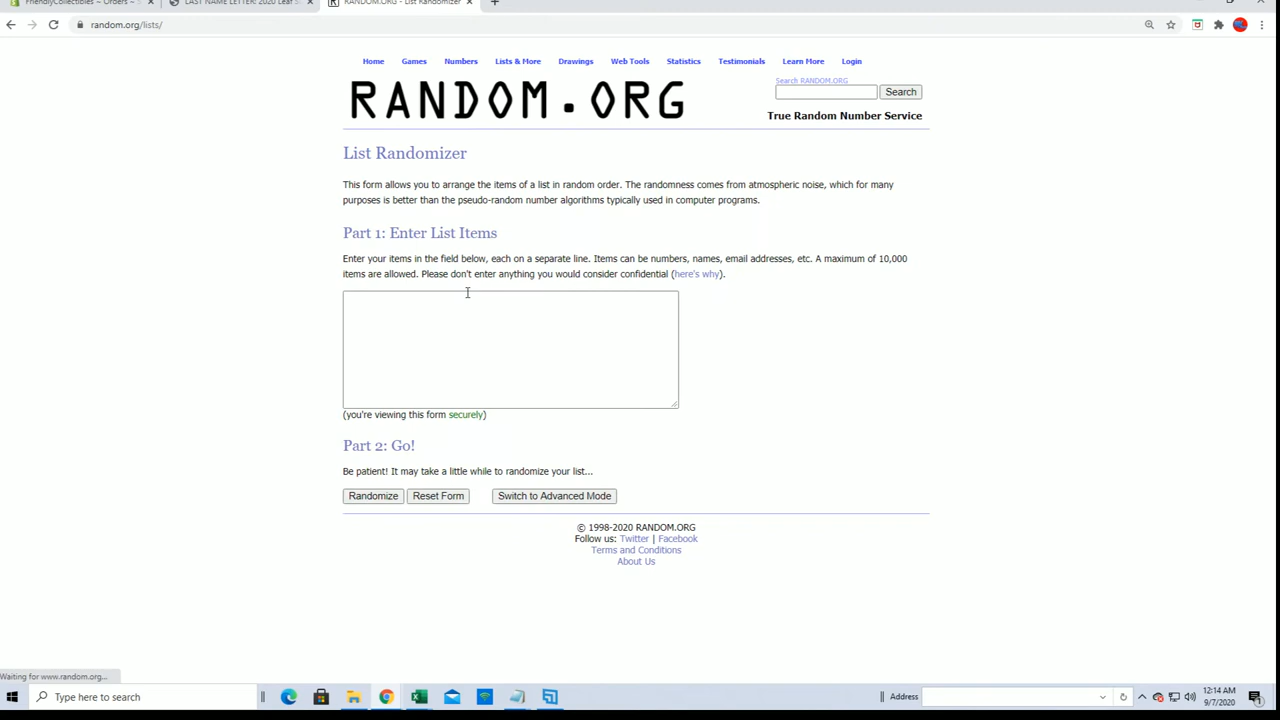 FriendlyCollectibles ~ Orders ~
LAST NAME LETTER: 2020 Leaf
RANDOM.ORG - List Randomizer
random.org/lists/
Home Games Numbers Lists & More Drawings Web Tools Statistics Testimonials Learn More Login
RANDOM.ORG
Search RANDOM.ORG
Search
True Random Number Service
List Randomizer
This form allows you to arrange the items of a list in random order. The randomness comes from atmospheric noise, which for many
purposes is better than the pseudo-random number algorithms typically used in computer programs.
Part 1: Enter List Items
Enter your items in the field below, each on a separate line. Items can be numbers, names, email addresses, etc. A maximum of 10,000
items are allowed. Please don't enter anything you would consider confidential (here's why).
(you're viewing this form securely)
Part 2: Go!
Be patient! It may take a little while to randomize your list...
Randomize Reset Form Switch to Advanced Mode
© 1998-2020 RANDOM.ORG
Follow us: Twitter | Facebook
Terms and Conditions
About Us
Waiting for www.random.org...
Type here to search
Address
12:14 AM
9/7/2020